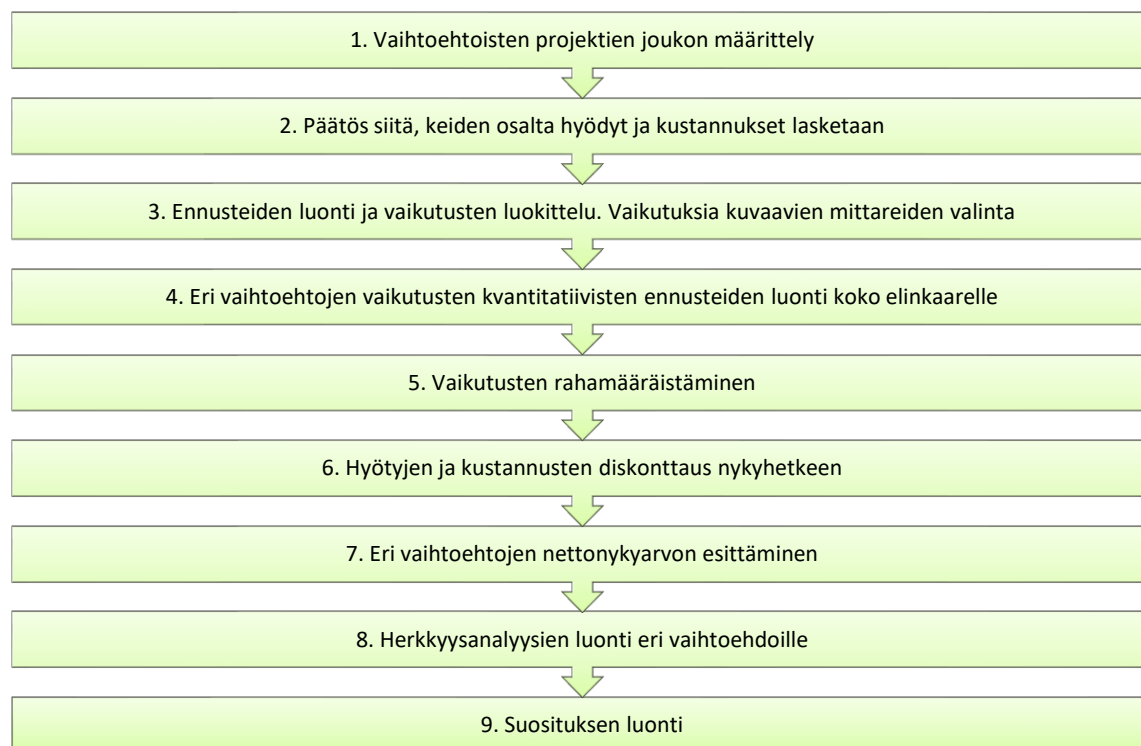 1. Vaihtoehtoisten projektien joukon määrittely
2. Päätös siitä, keiden osalta hyödyt ja kustannukset lasketaan
3. Ennusteiden luonti ja vaikutusten luokittelu. Vaikutuksia kuvaavien mittareiden valinta
4. Eri vaihtoehtojen vaikutusten kvantitatiivisten ennusteiden luonti koko elinkaarelle
5. Vaikutusten rahamääräistäminen
6. Hyötyjen ja kustannusten diskonttaus nykyhetkeen
7. Eri vaihtoehtojen nettonykyarvon esittäminen
8. Herkkyysanalyysien luonti eri vaihtoehdoille
9. Suosituksen luonti